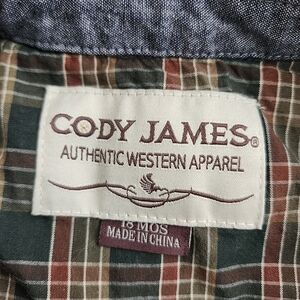 CODY JAMES®
AUTHENTIC WESTERN APPAREL
18 MOS
MADE IN CHINA